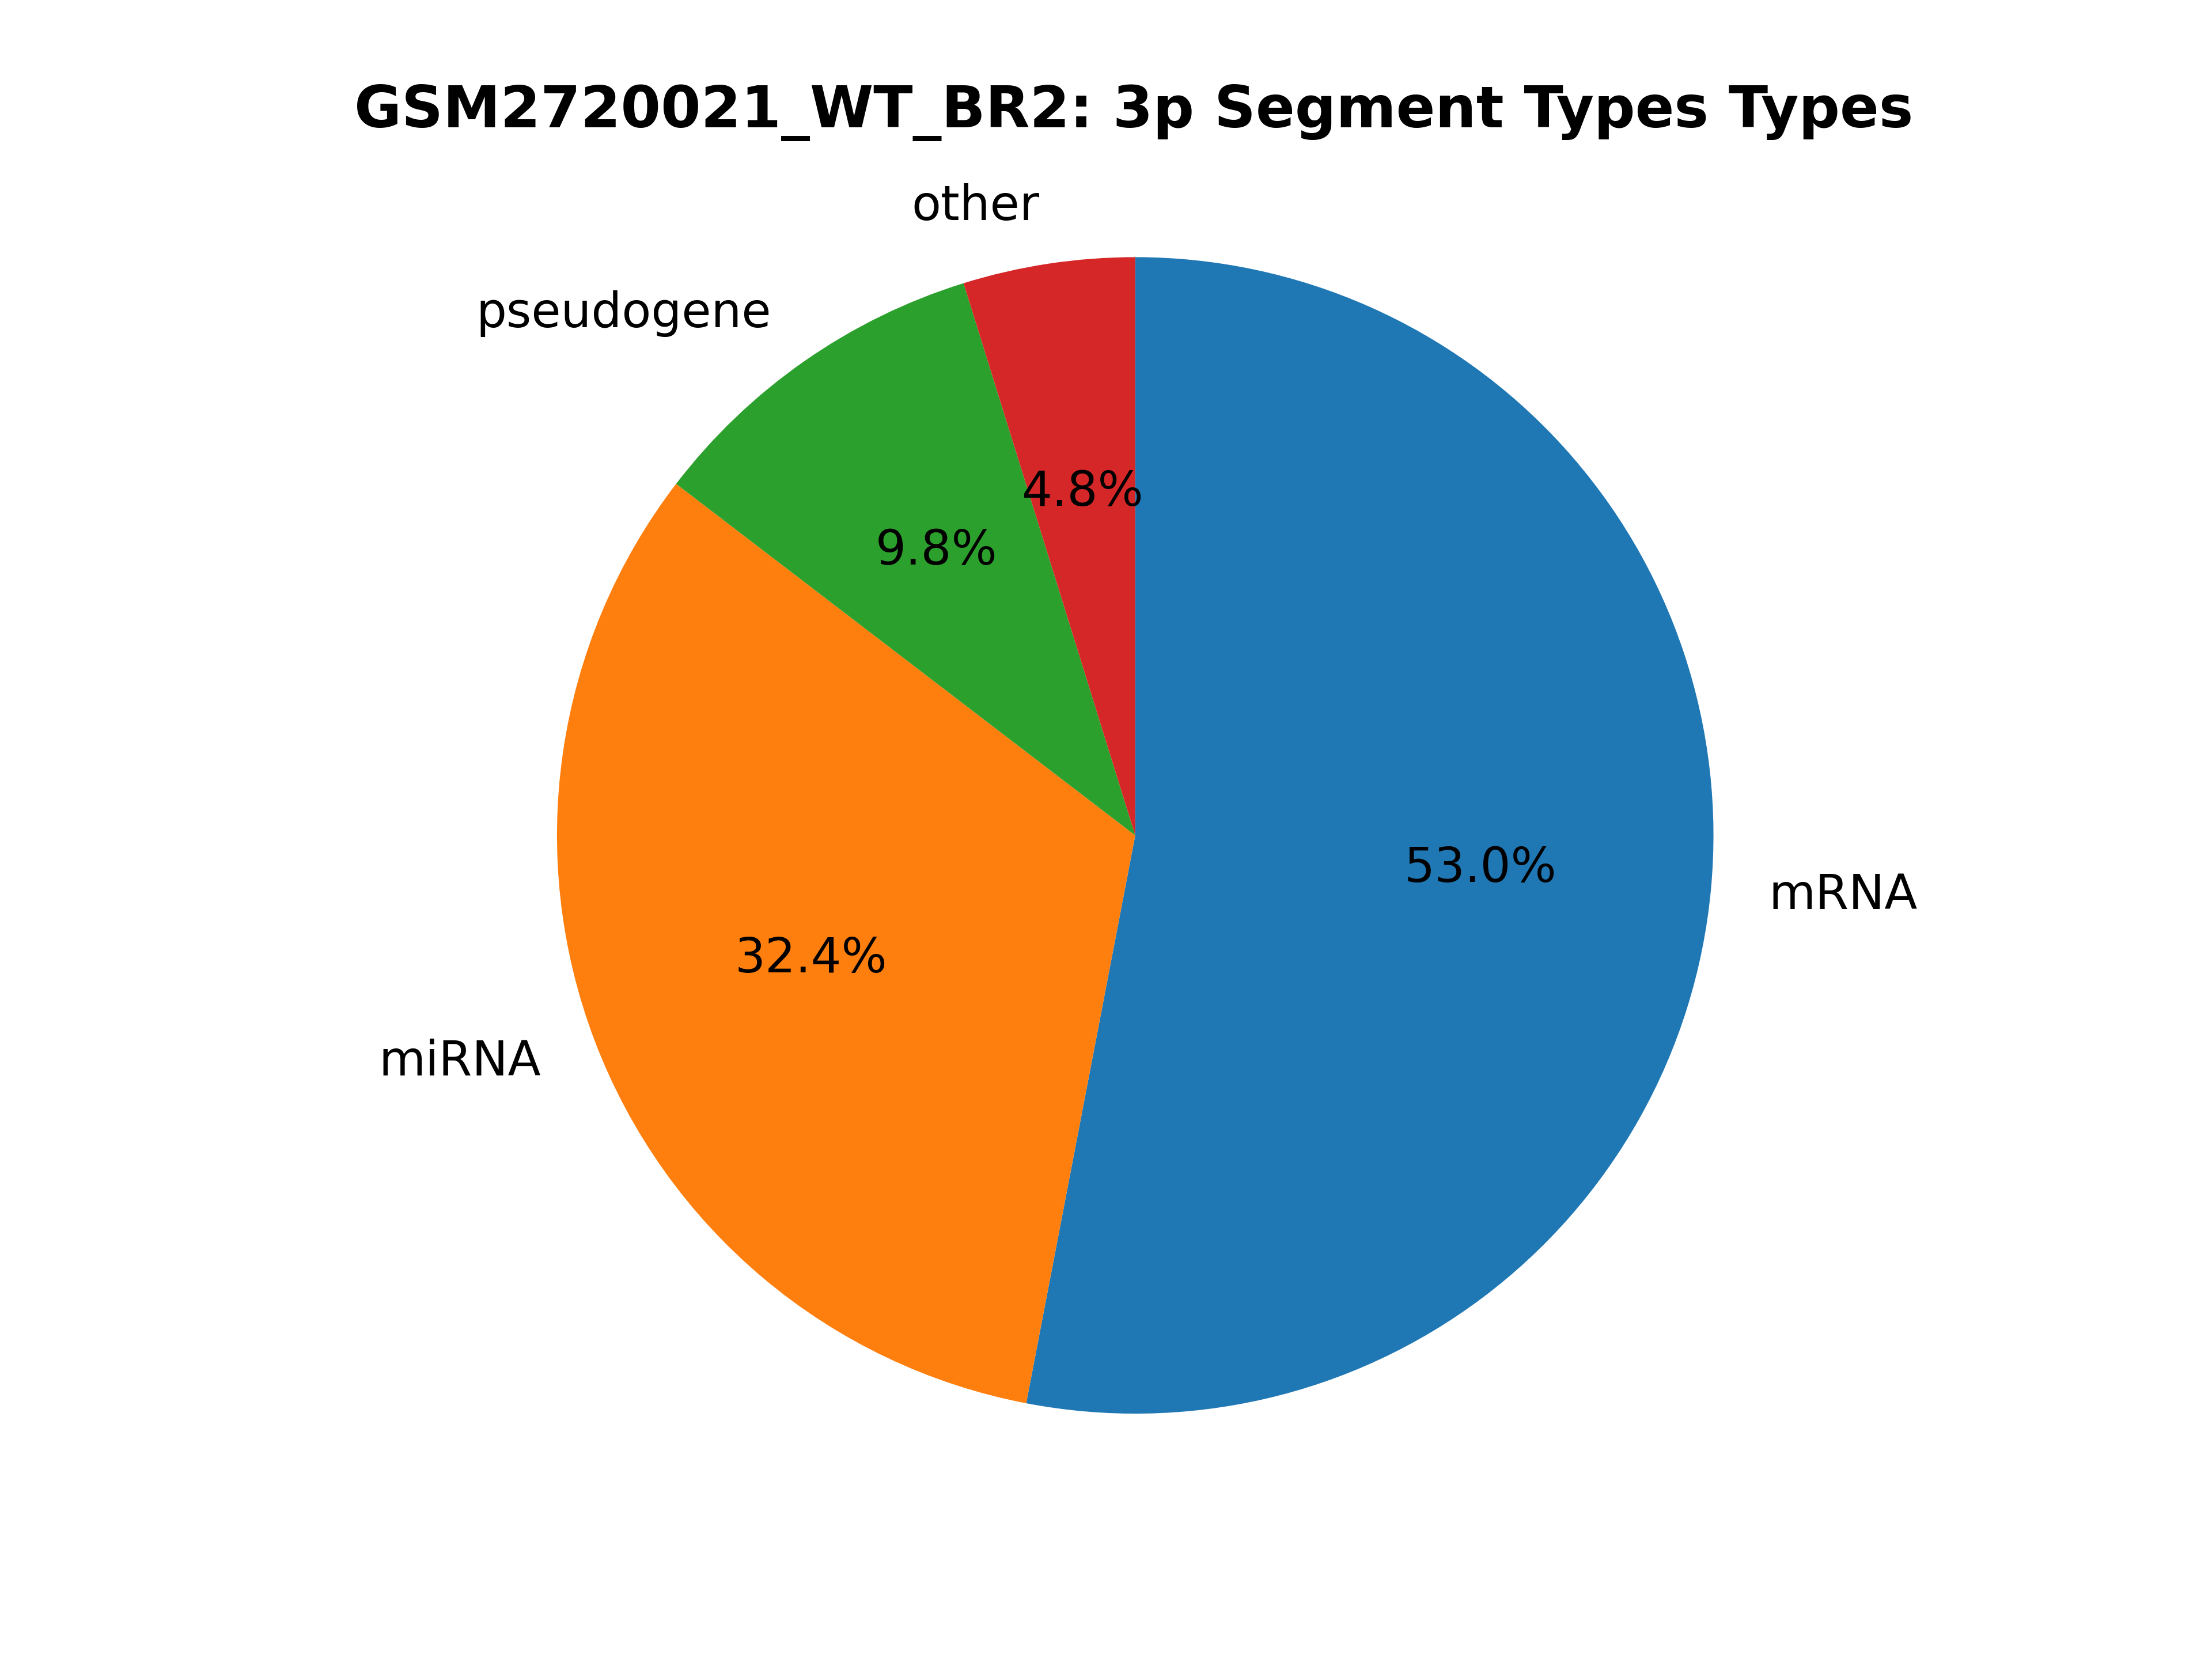 GSM2720021_WT_BR2: 3p Segment Types Types
other
pseudogene
4.8%
9.8%
53.0%
mRNA
32.4%
miRNA